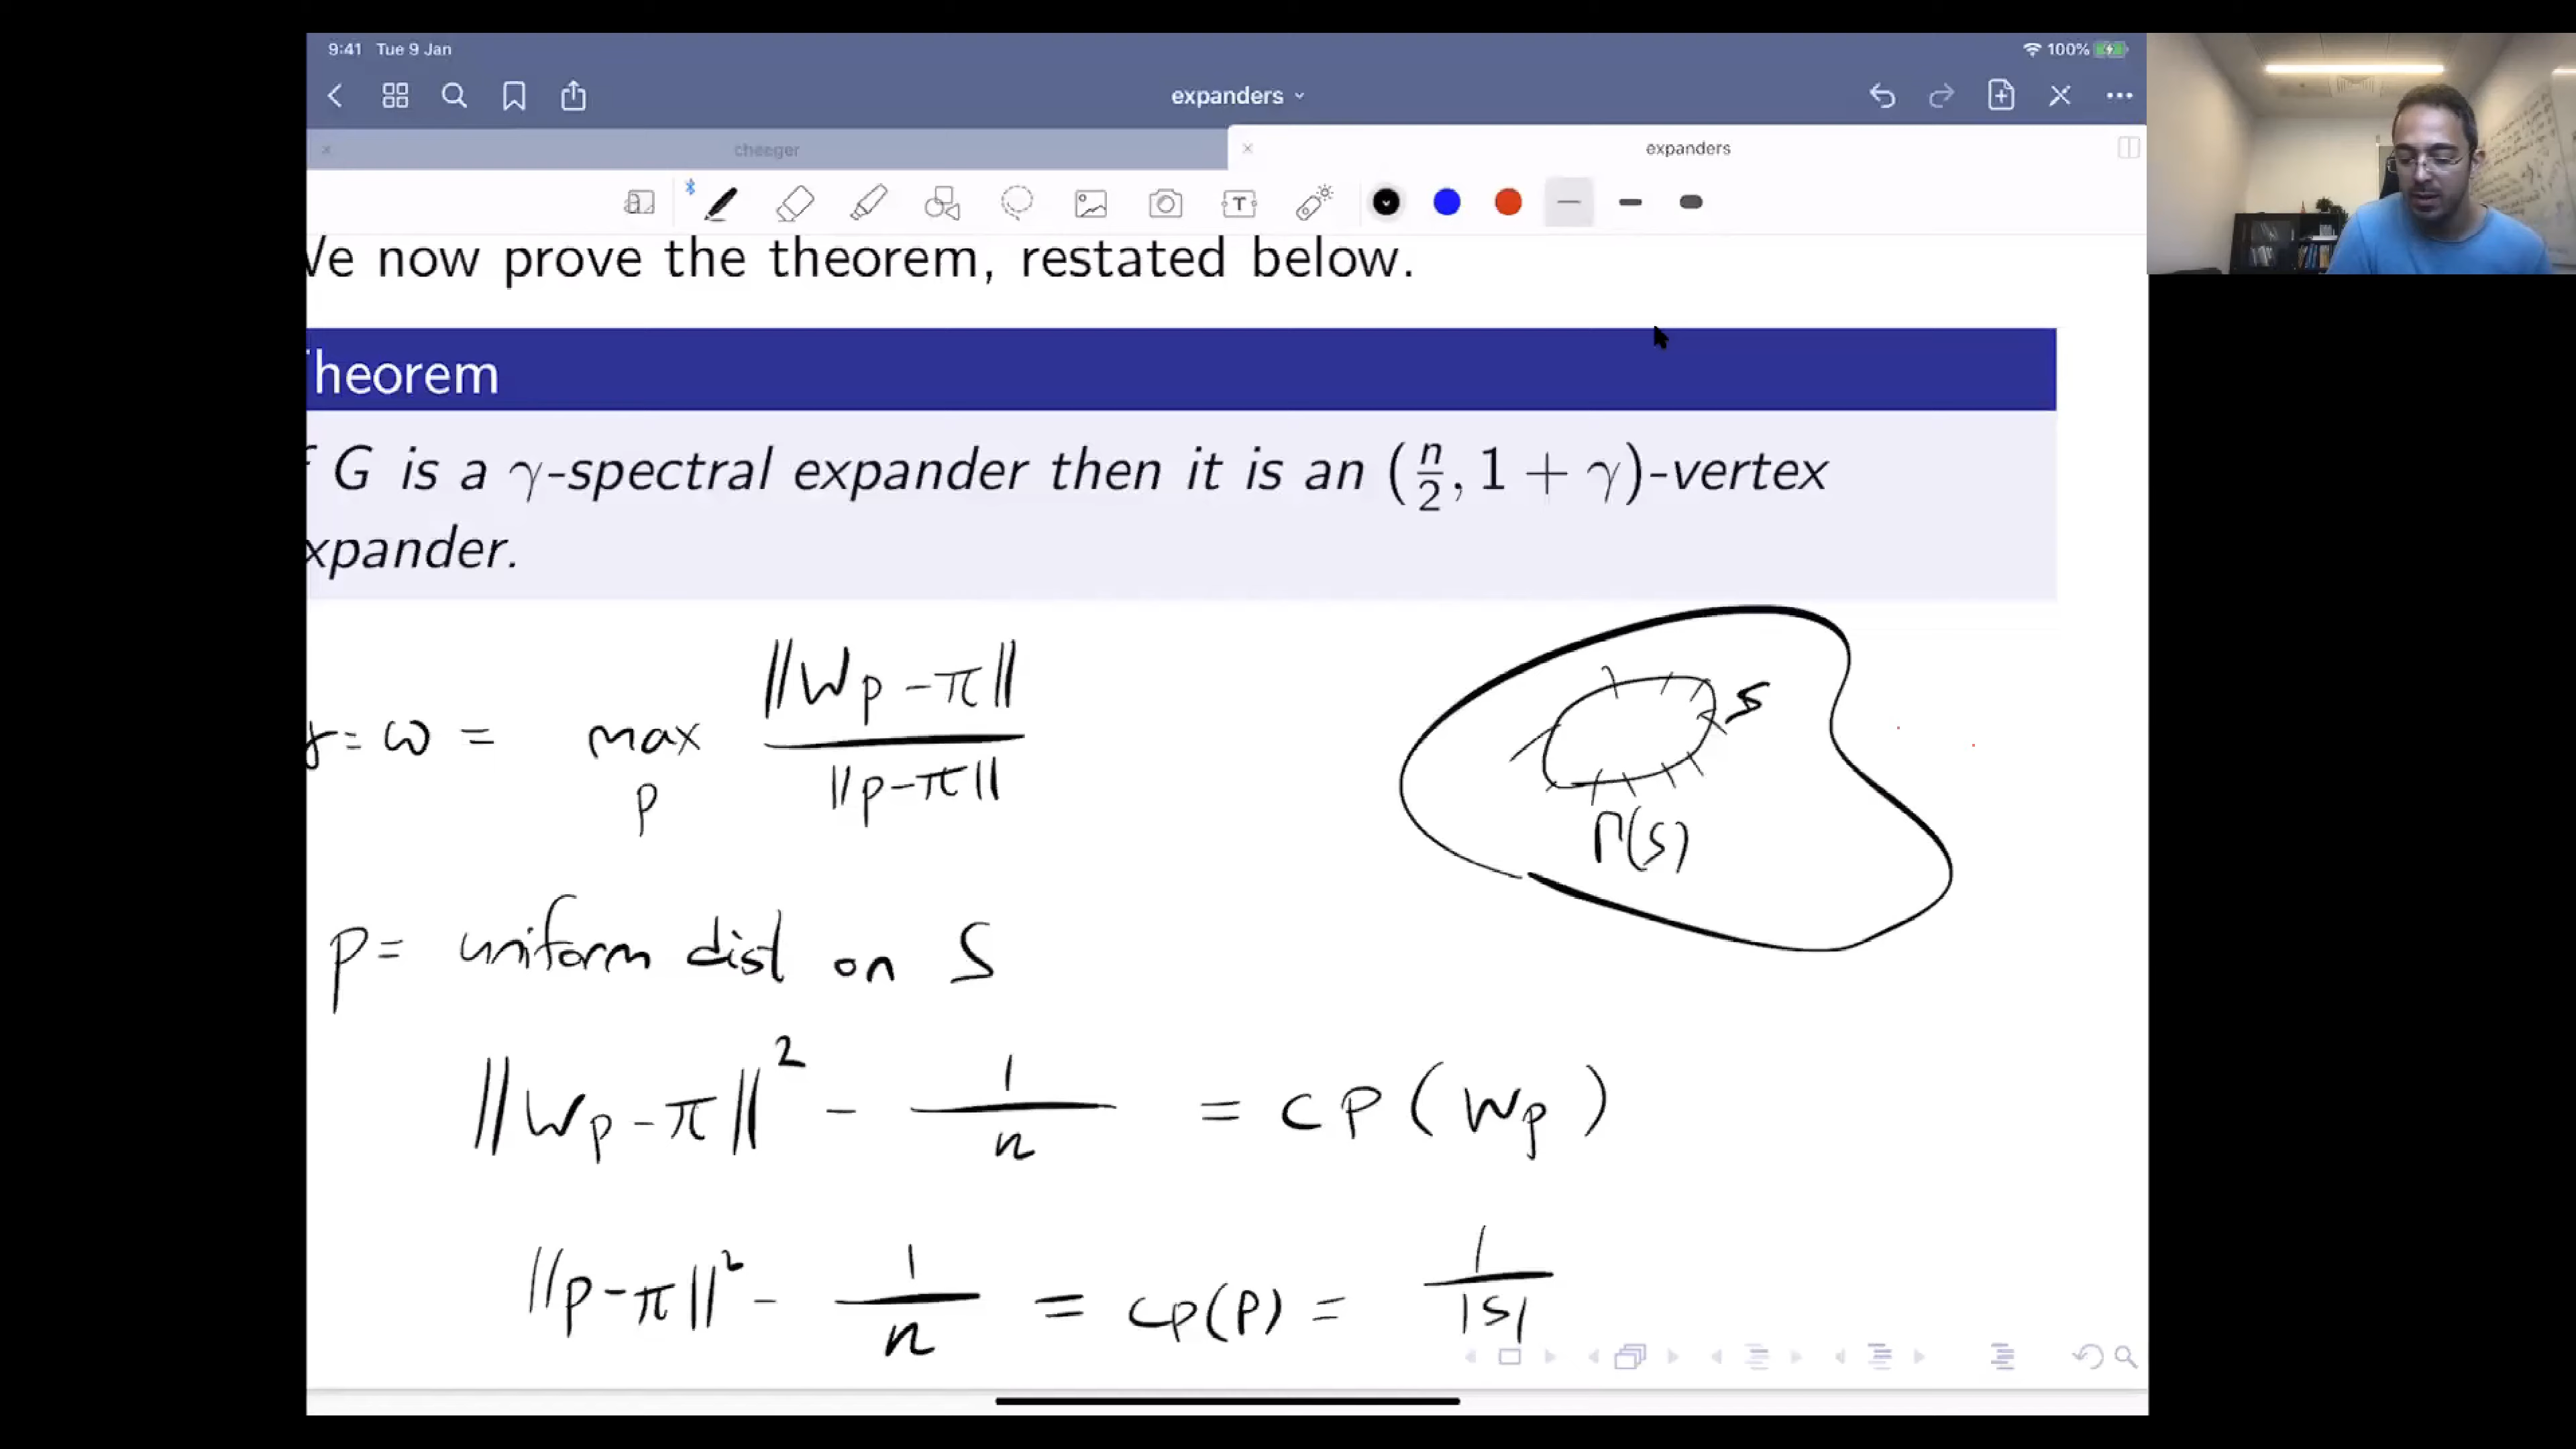 9:41 Tue 9 Jan
100%
expanders
cheeger
expanders
We now prove the theorem, restated below.
Theorem
f G is a γ-spectral expander then it is an (n/2, 1 + γ)-vertex
xpander.
γ = ω = max_p ‖Wp − π‖ / ‖p − π‖
S
Γ(S)
p = uniform dist on S
‖Wp − π‖² − 1/n = CP(Wp)
‖p − π‖² − 1/n = CP(P) = 1/|S|